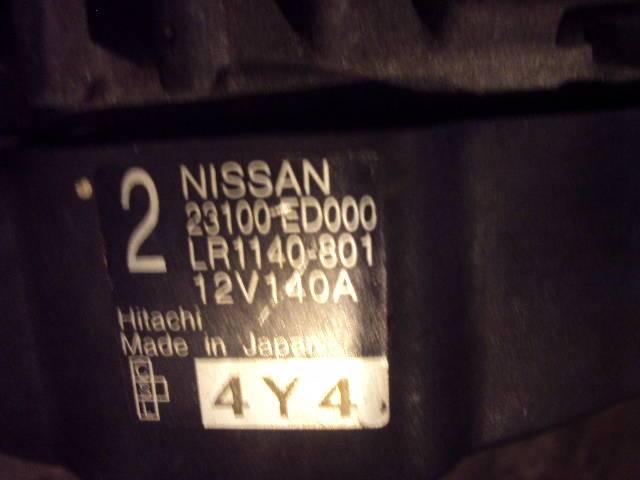 2
NISSAN
23100-ED000
LR1140-801
12V140A
Hitachi
Made in Japan
4Y4